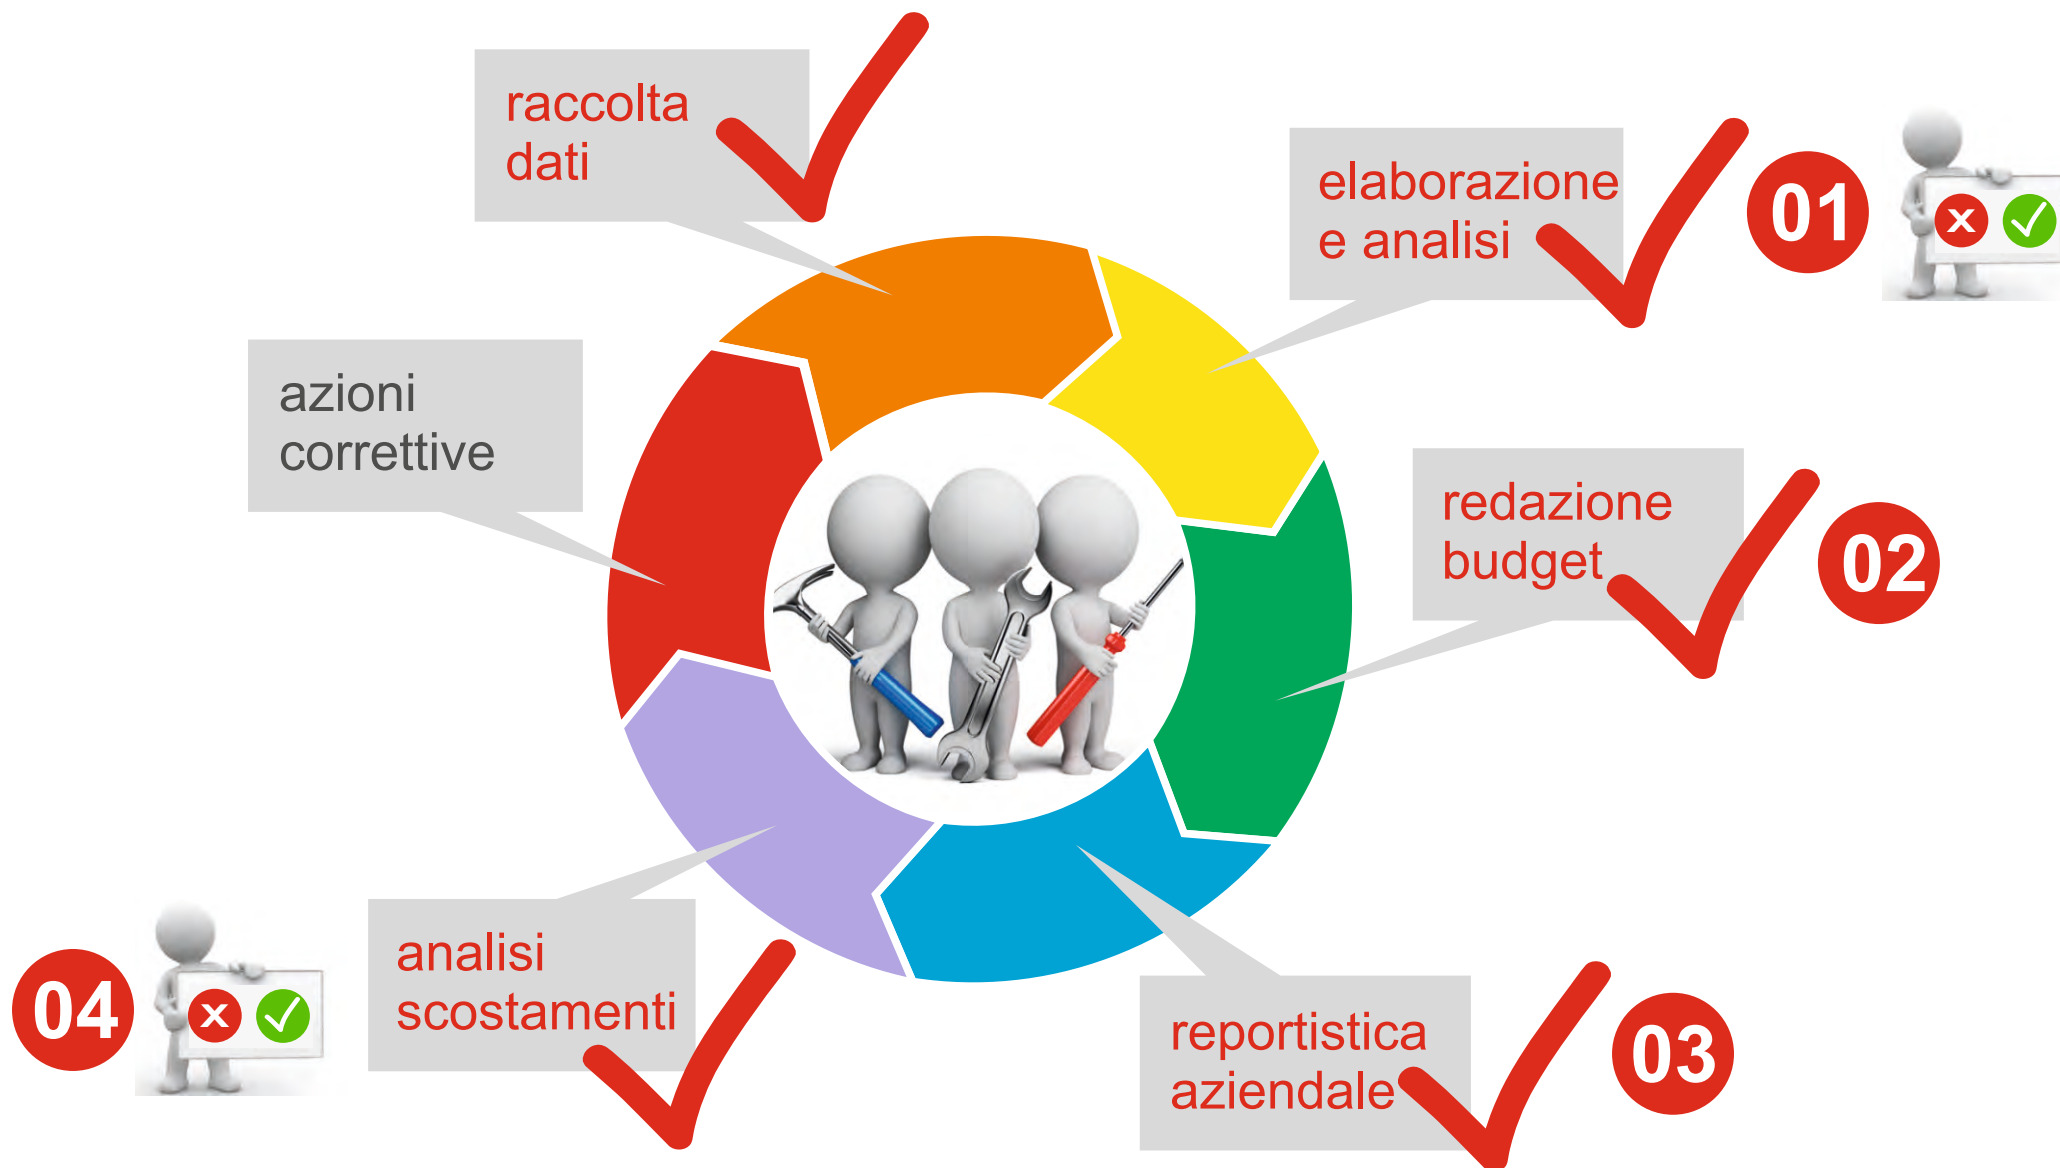 raccolta
dati
elaborazione
e analisi
01
redazione
budget
02
reportistica
aziendale
03
analisi
scostamenti
04
azioni
correttive